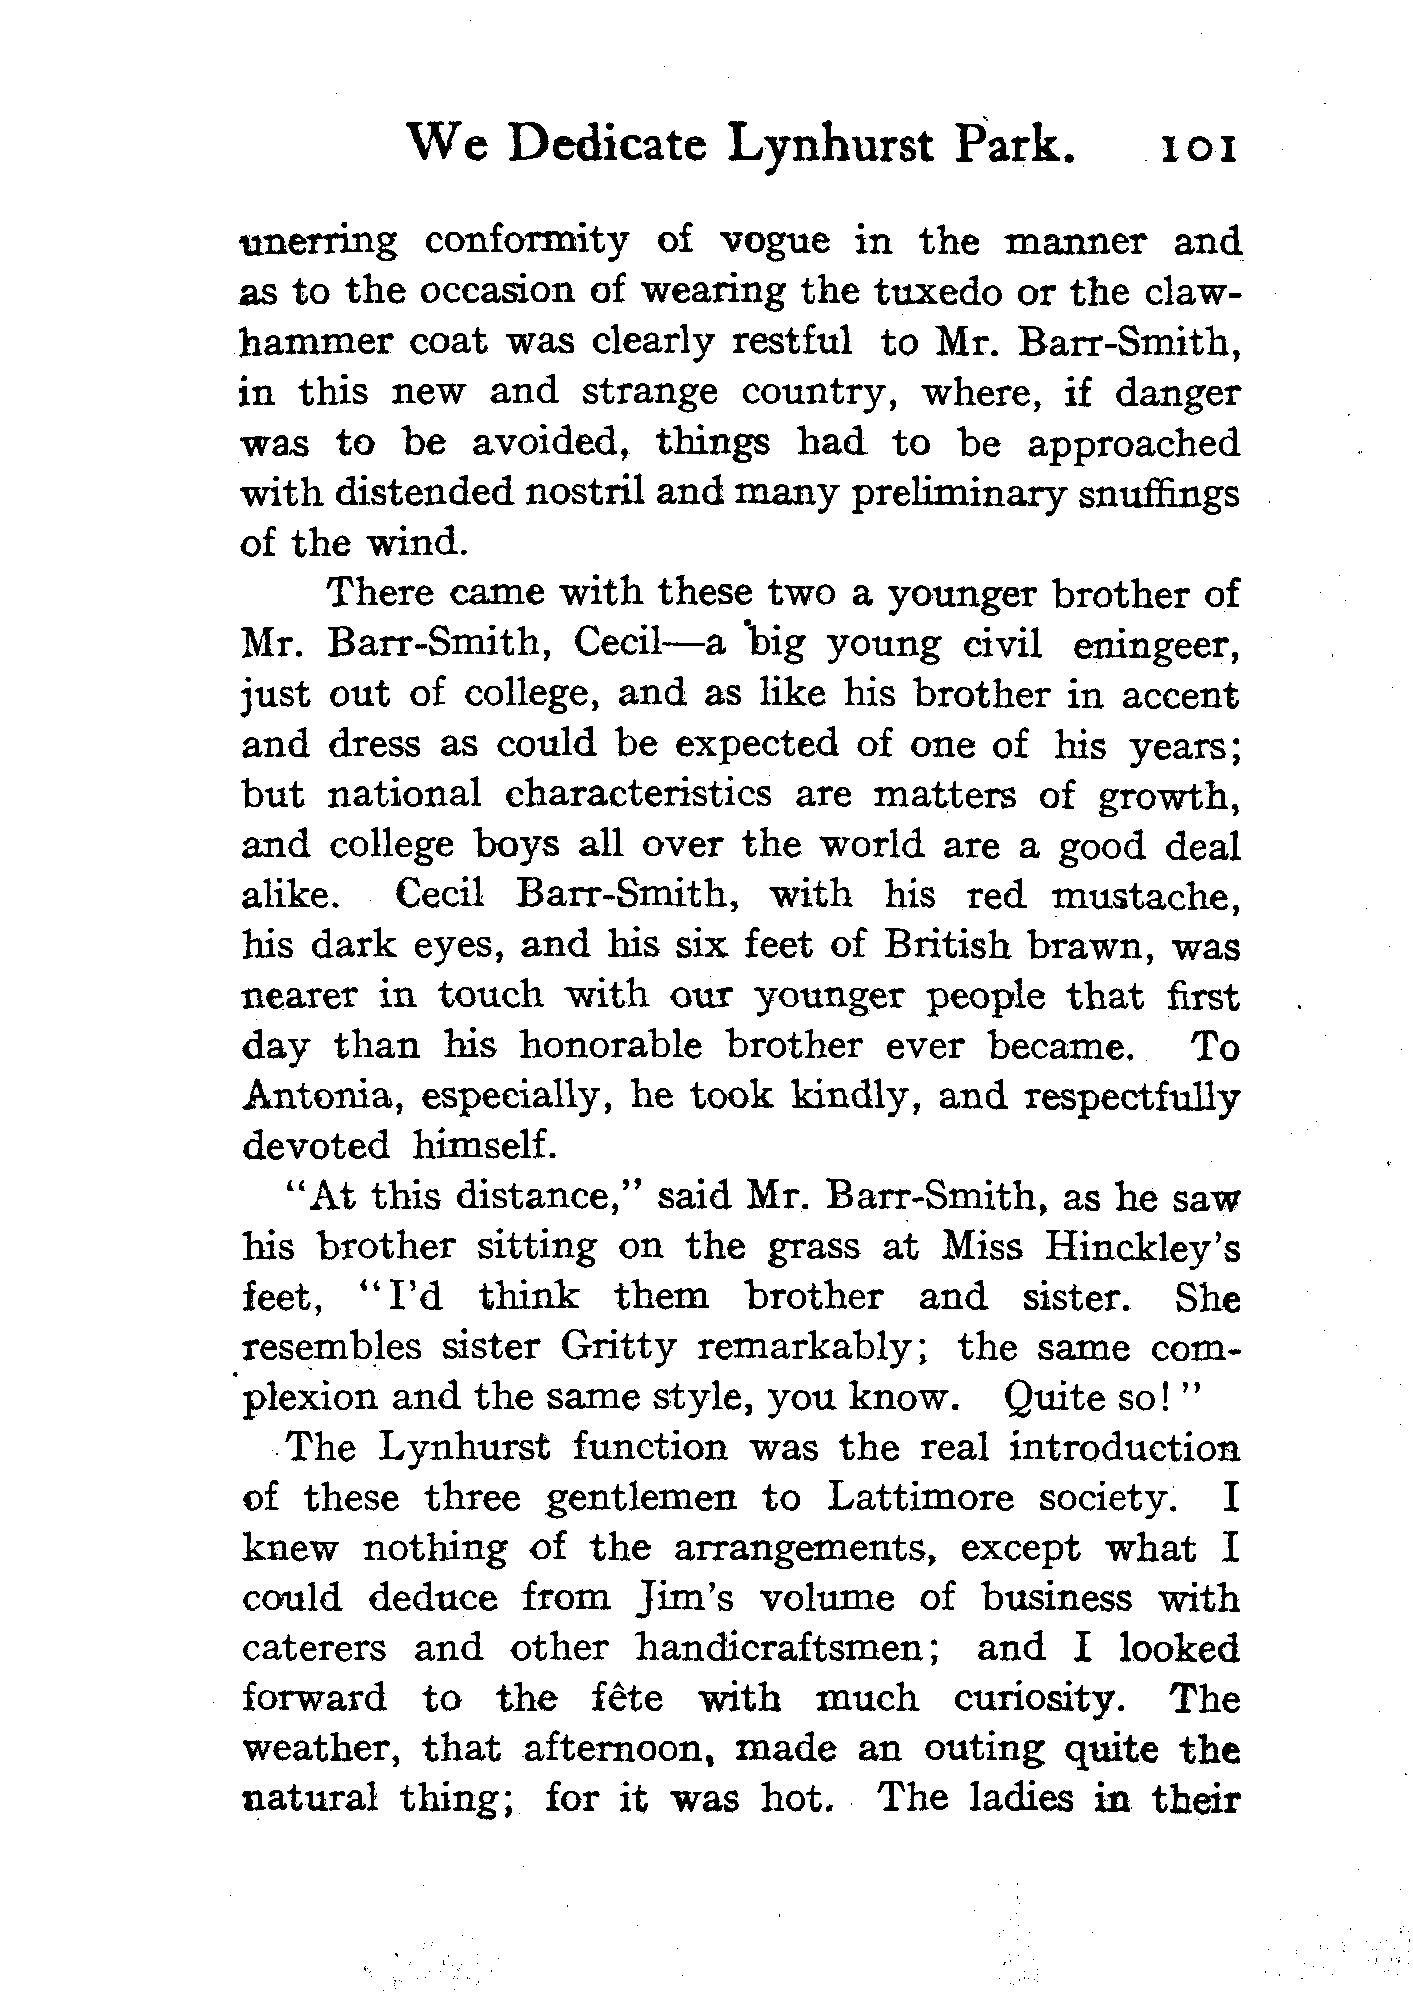 We Dedicate Lynhurst Park. 101
unerring conformity of vogue in the manner and
as to the occasion of wearing the tuxedo or the claw-
hammer coat was clearly restful to Mr. Barr-Smith,
in this new and strange country, where, if danger
was to be avoided, things had to be approached
with distended nostril and many preliminary snuffings
of the wind.
There came with these two a younger brother of
Mr. Barr-Smith, Cecil—a big young civil eningeer,
just out of college, and as like his brother in accent
and dress as could be expected of one of his years;
but national characteristics are matters of growth,
and college boys all over the world are a good deal
alike. Cecil Barr-Smith, with his red mustache,
his dark eyes, and his six feet of British brawn, was
nearer in touch with our younger people that first
day than his honorable brother ever became. To
Antonia, especially, he took kindly, and respectfully
devoted himself.
“At this distance,” said Mr. Barr-Smith, as he saw
his brother sitting on the grass at Miss Hinckley's
feet, “I'd think them brother and sister. She
resembles sister Gritty remarkably; the same com-
plexion and the same style, you know. Quite so!”
The Lynhurst function was the real introduction
of these three gentlemen to Lattimore society. I
knew nothing of the arrangements, except what I
could deduce from Jim's volume of business with
caterers and other handicraftsmen; and I looked
forward to the fête with much curiosity. The
weather, that afternoon, made an outing quite the
natural thing; for it was hot. The ladies in their